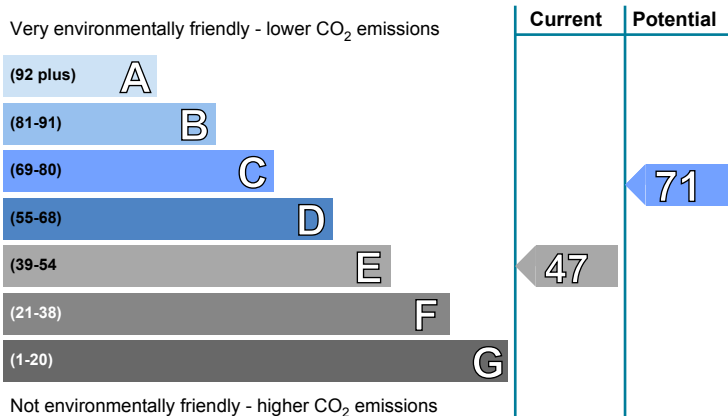 Very environmentally friendly - lower CO2 emissions
Current
Potential
(92 plus) A
(81-91) B
(69-80) C
71
(55-68) D
(39-54 E
47
(21-38) F
(1-20) G
Not environmentally friendly - higher CO2 emissions